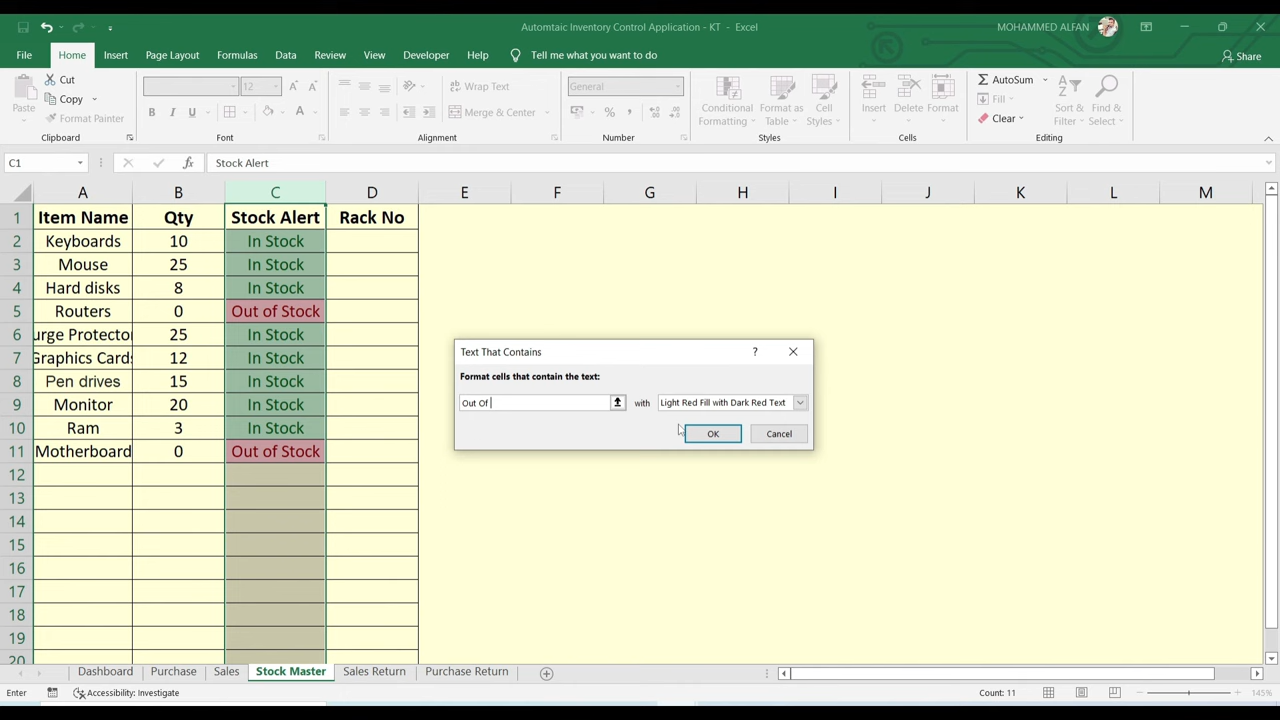 Automtaic Inventory Control Application - KT - Excel
MOHAMMED ALFAN
File Home Insert Page Layout Formulas Data Review View Developer Help Tell me what you want to do Share
Paste Cut Copy Format Painter
Clipboard
12
B I U A
Font
Wrap Text
Merge & Center
Alignment
General
% ,
Number
Conditional Formatting
Format as Table
Cell Styles
Styles
Insert Delete Format
Cells
AutoSum
Fill
Clear
Sort & Filter
Find & Select
Editing
C1 fx Stock Alert
A B C D E F G H I J K L M
1 Item Name Qty Stock Alert Rack No
2 Keyboards 10 In Stock
3 Mouse 25 In Stock
4 Hard disks 8 In Stock
5 Routers 0 Out of Stock
6 urge Protector 25 In Stock
7 Graphics Cards 12 In Stock
8 Pen drives 15 In Stock
9 Monitor 20 In Stock
10 Ram 3 In Stock
11 Motherboard 0 Out of Stock
12
13
14
15
16
17
18
19
20
Text That Contains ?
Format cells that contain the text:
Out Of with Light Red Fill with Dark Red Text
OK Cancel
Dashboard Purchase Sales Stock Master Sales Return Purchase Return
Enter Accessibility: Investigate Count: 11 145%